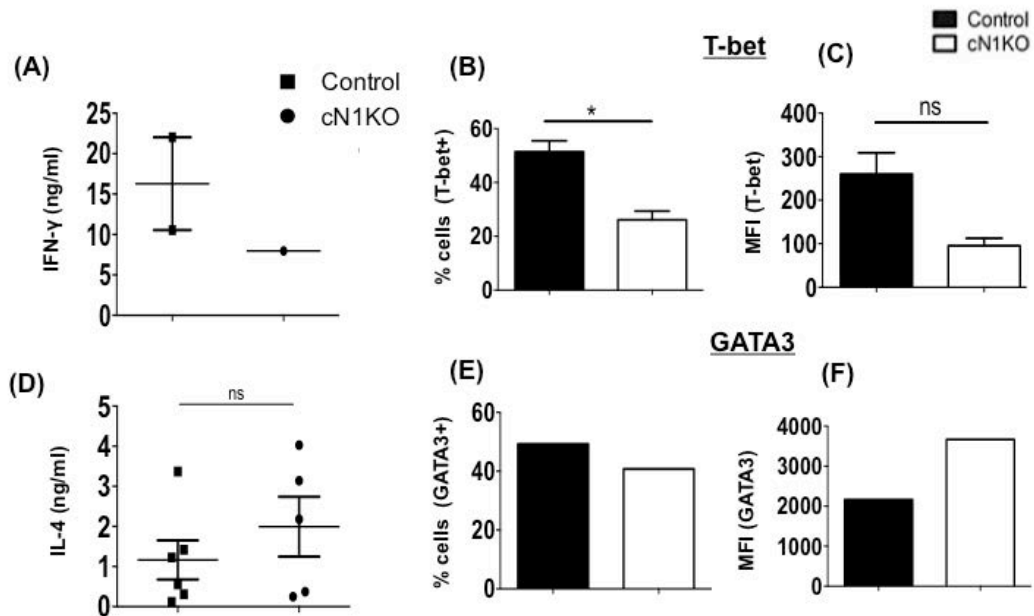 Control
cN1KO
T-bet
(A)
Control
cN1KO
IFN-γ (ng/ml)
25
20
15
10
5
0
(B)
% cells (T-bet+)
60
40
20
0
*
(C)
MFI (T-bet)
400
300
200
100
0
ns
GATA3
(D)
IL-4 (ng/ml)
5
4
3
2
1
0
ns
(E)
% cells (GATA3+)
60
40
20
0
(F)
MFI (GATA3)
4000
3000
2000
1000
0